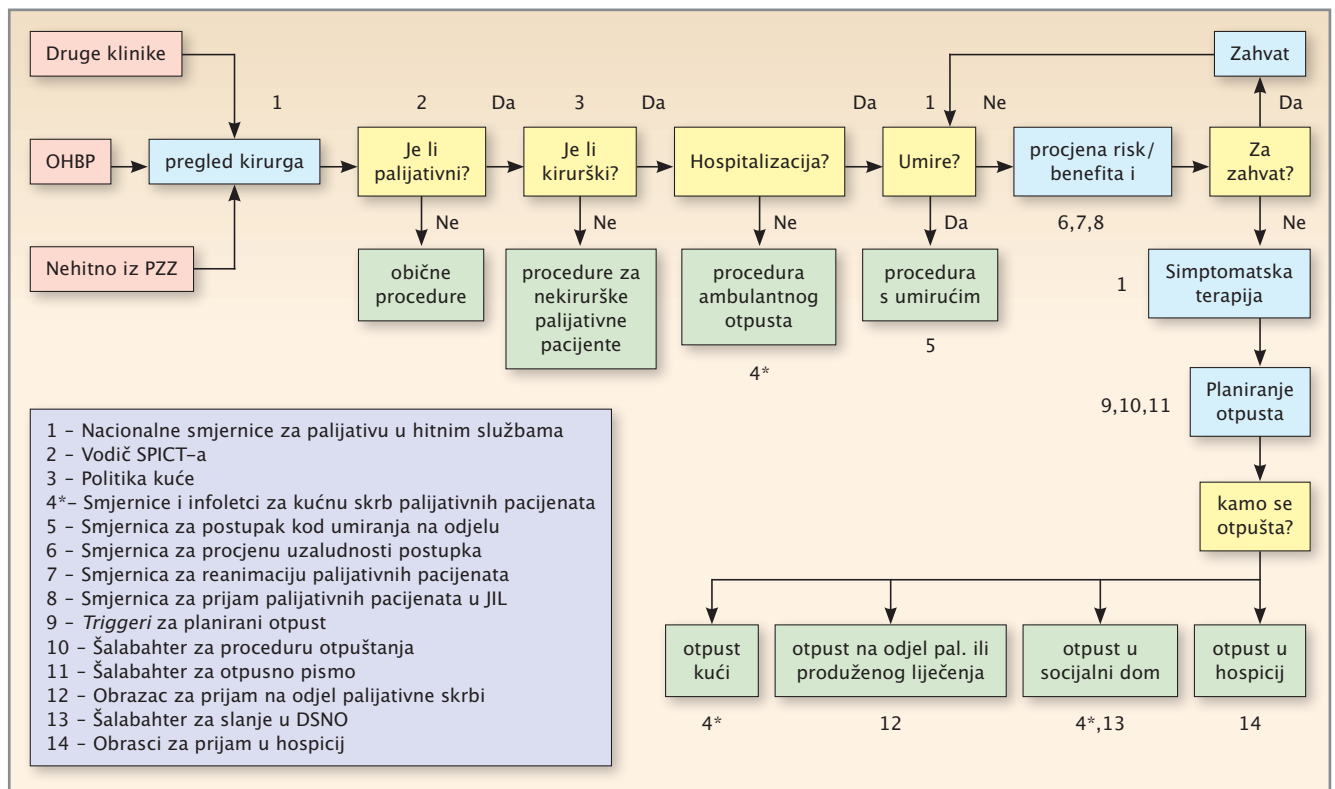 Druge klinike
Zahvat
1
2
Da
3
Da
Da
1
Ne
Da
OHBP
pregled kirurga
Je li
palijativni?
Je li
kirurški?
Hospitalizacija?
Umire?
procjena risk/
benefita i
Za
zahvat?
Ne
Ne
Ne
Da
6,7,8
Ne
Nehitno iz PZZ
obične
procedure
procedure za
nekirurške
palijativne
pacijente
procedura
ambulantnog
otpusta
procedura
s umirućim
1
Simptomatska
terapija
4*
5
9,10,11
Planiranje
otpusta
1 – Nacionalne smjernice za palijativu u hitnim službama
2 – Vodič SPICT–a
3 – Politika kuće
4*– Smjernice i infoletci za kućnu skrb palijativnih pacijenata
5 – Smjernica za postupak kod umiranja na odjelu
6 – Smjernica za procjenu uzaludnosti postupka
7 – Smjernica za reanimaciju palijativnih pacijenata
8 – Smjernica za prijam palijativnih pacijenata u JIL
9 – Triggeri za planirani otpust
10 – Šalabahter za proceduru otpuštanja
11 – Šalabahter za otpusno pismo
12 – Obrazac za prijam na odjel palijativne skrbi
13 – Šalabahter za slanje u DSNO
14 – Obrasci za prijam u hospicij
kamo se
otpušta?
otpust
kući
otpust na odjel pal. ili
produženog liječenja
otpust u
socijalni dom
otpust u
hospicij
4*
12
4*,13
14